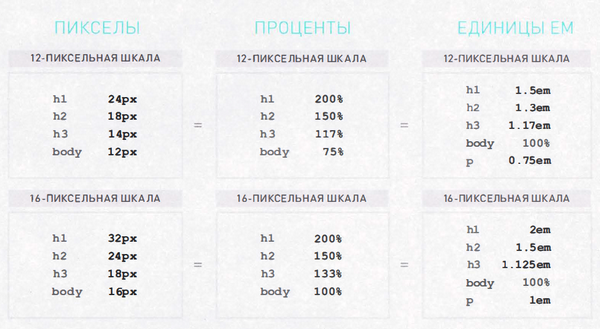 ПИКСЕЛЫ ПРОЦЕНТЫ ЕДИНИЦЫ EM
12-ПИКСЕЛЬНАЯ ШКАЛА 12-ПИКСЕЛЬНАЯ ШКАЛА 12-ПИКСЕЛЬНАЯ ШКАЛА
h1 24px
h2 18px
h3 14px
body 12px
=
h1 200%
h2 150%
h3 117%
body 75%
=
h1 1.5em
h2 1.3em
h3 1.17em
body 100%
p 0.75em
16-ПИКСЕЛЬНАЯ ШКАЛА 16-ПИКСЕЛЬНАЯ ШКАЛА 16-ПИКСЕЛЬНАЯ ШКАЛА
h1 32px
h2 24px
h3 18px
body 16px
=
h1 200%
h2 150%
h3 133%
body 100%
=
h1 2em
h2 1.5em
h3 1.125em
body 100%
p 1em